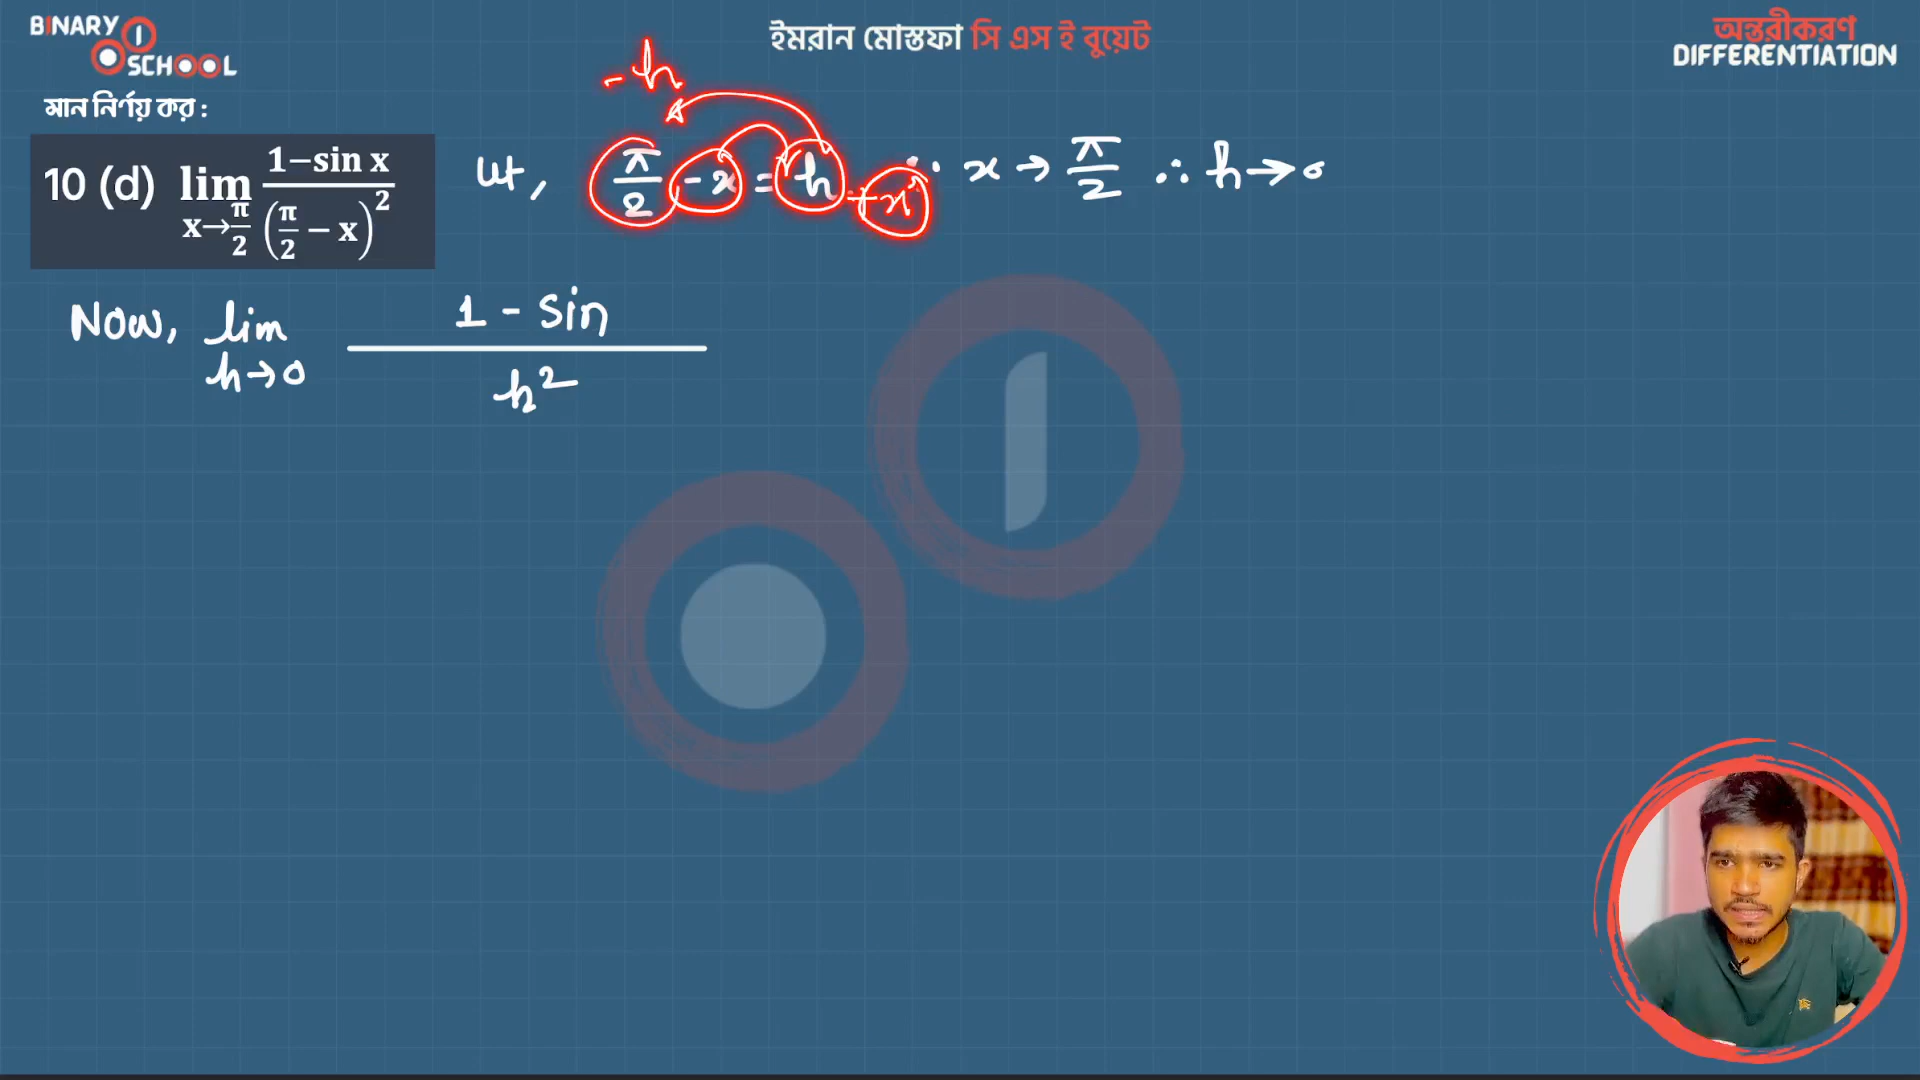 BINARY SCHOOL
ইমরান মোস্তফা সি এস ই বুয়েট
অন্তরীকরণ
DIFFERENTIATION
মান নির্ণয় কর :
10 (d) lim x→π/2 (1−sin x)/(π/2 − x)²
-h
Let, π/2 - x = h + x ∵ x → π/2 ∴ h → 0
Now, lim h→0 (1 - sin)/h²